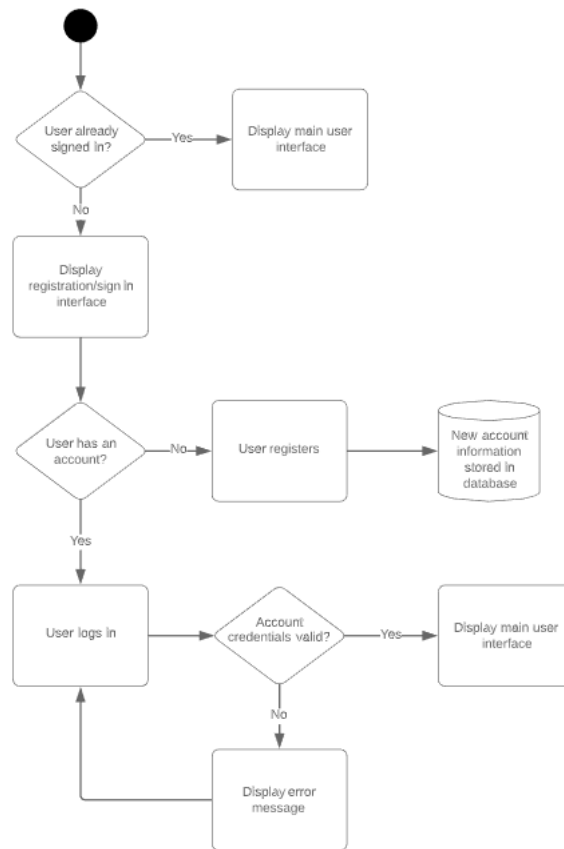 User already
signed in?
Yes
Display main user
interface
No
Display
registration/sign in
interface
User has an
account?
No
User registers
New account
information
stored in
database
Yes
User logs in
Account
credentials valid?
Yes
Display main user
interface
No
Display error
message